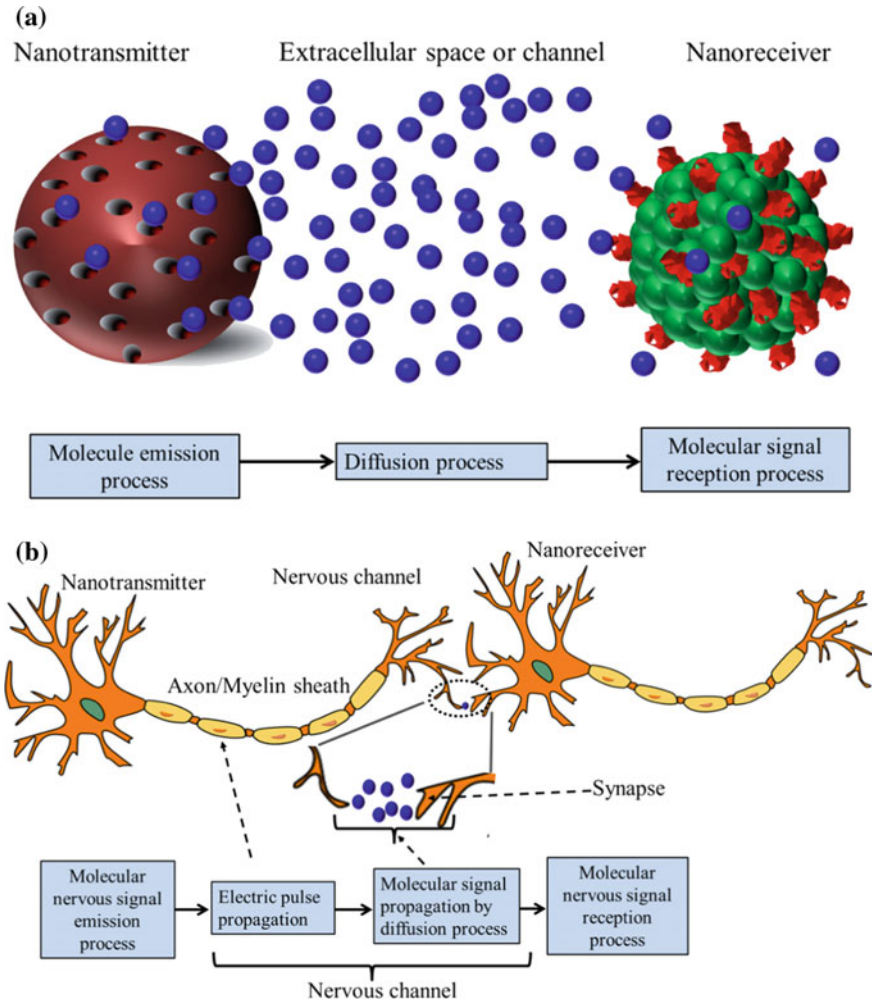 (a)
Nanotransmitter Extracellular space or channel Nanoreceiver
Molecule emission
process
Diffusion process
Molecular signal
reception process
(b)
Nanotransmitter
Nervous channel
Nanoreceiver
Axon/Myelin sheath
Synapse
Molecular
nervous signal
emission
process
Electric pulse
propagation
Molecular signal
propagation by
diffusion process
Molecular
nervous signal
reception
process
Nervous channel